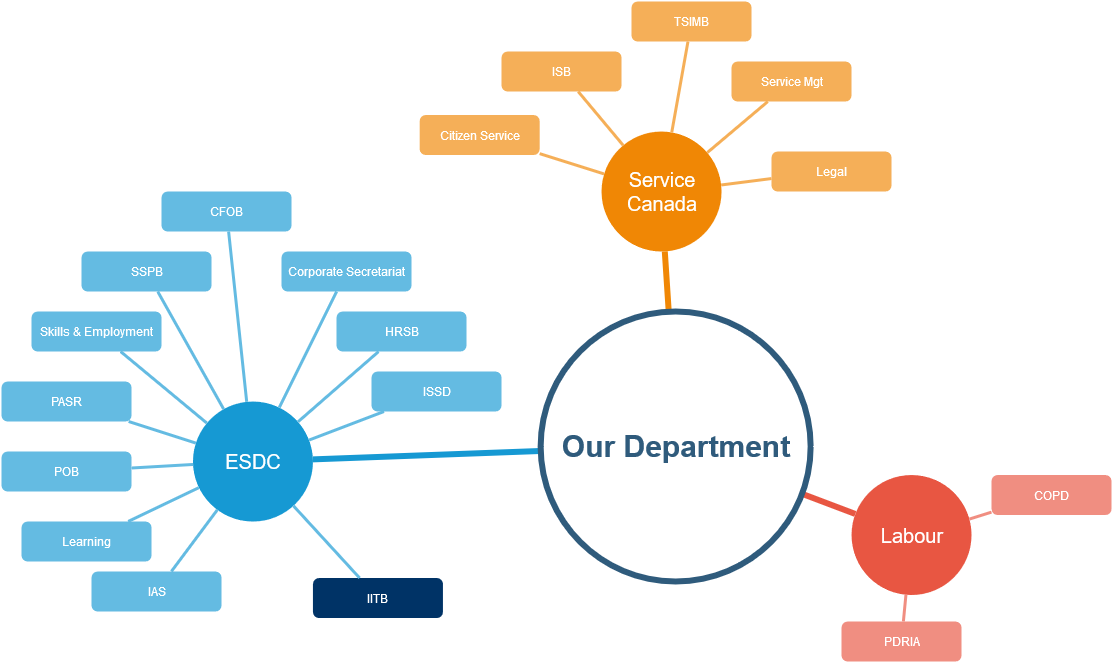 TSIMB
ISB
Service Mgt
Citizen Service
Legal
Service
Canada
CFOB
SSPB
Corporate Secretariat
Skills & Employment
HRSB
ISSD
PASR
POB
ESDC
Learning
IAS
IITB
Our Department
COPD
Labour
PDRIA